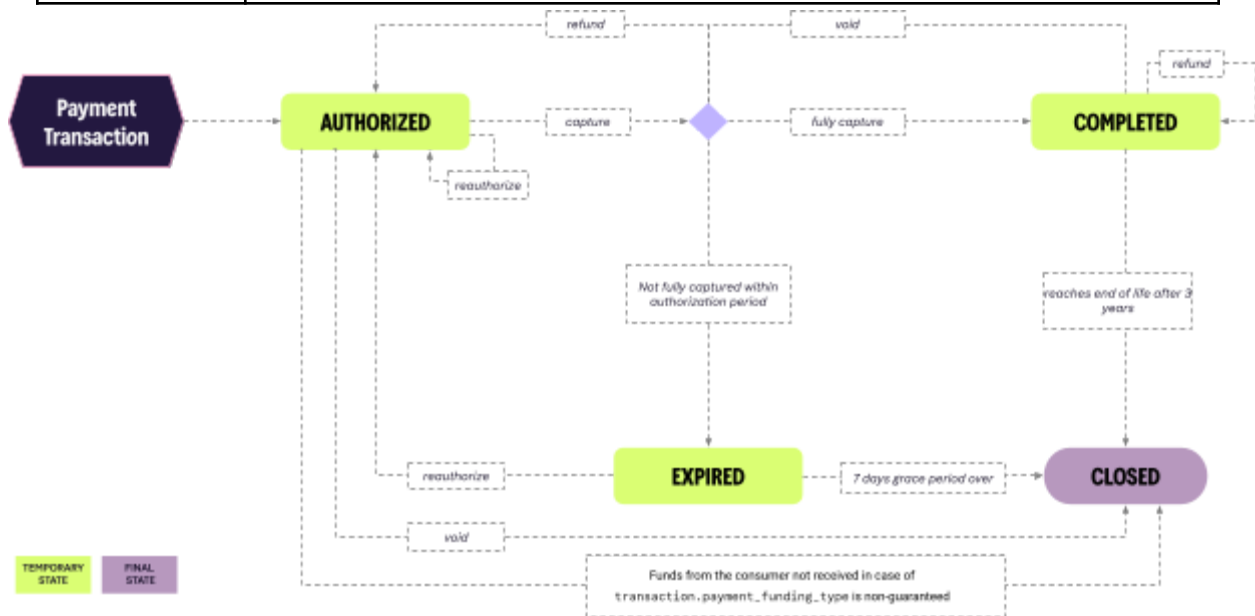 refund
void
refund
Payment
Transaction
AUTHORIZED
capture
fully capture
COMPLETED
reauthorize
Not fully captured within
authorization period
reaches end of life after 3
years
reauthorize
EXPIRED
7 days grace period over
CLOSED
void
TEMPORARY
STATE
FINAL
STATE
Funds from the consumer not received in case of
transaction.payment_funding_type is non-guaranteed